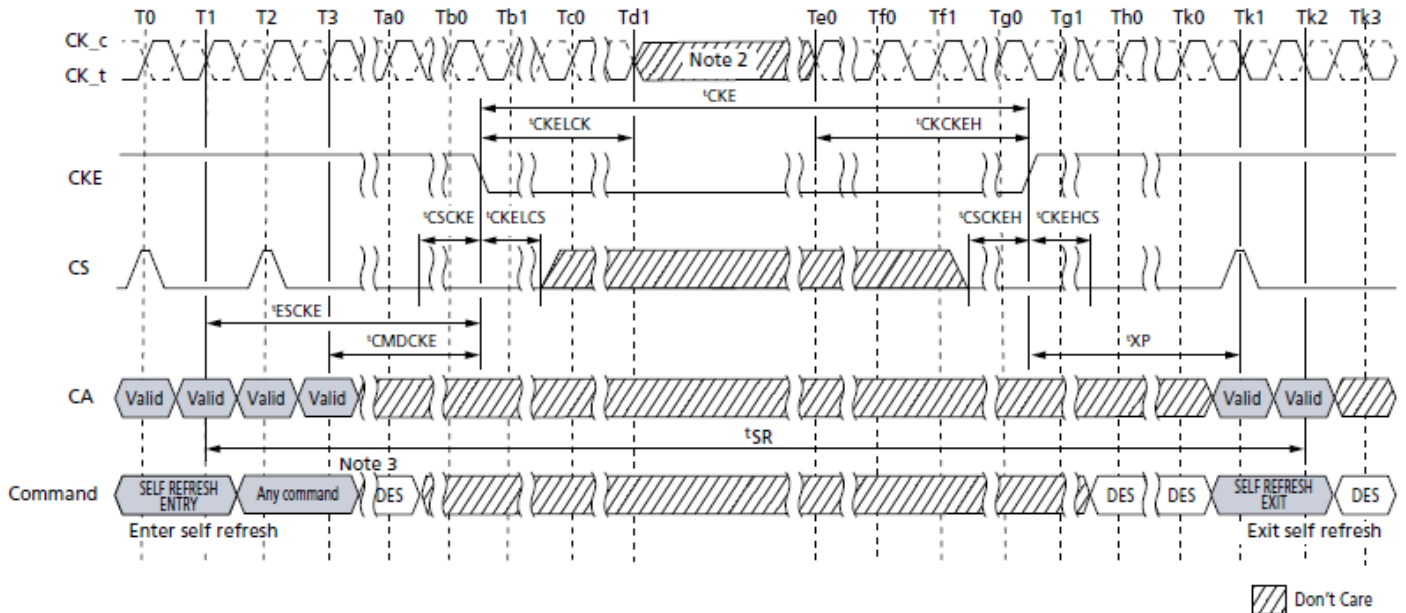 T0 T1 T2 T3 Ta0 Tb0 Tb1 Tc0 Td1 Te0 Tf0 Tf1 Tg0 Tg1 Th0 Tk0 Tk1 Tk2 Tk3
CK_c
CK_t
Note 2
tCKE
tCKELCK tCKCKEH
CKE
tCSCKE tCKELCS tCSCKEH tCKEHCS
CS
tESCKE
tCMDCKE tXP
CA Valid Valid Valid Valid Valid Valid
tSR
Note 3
Command SELF REFRESH ENTRY Any command DES DES DES SELF REFRESH EXIT DES
Enter self refresh Exit self refresh
Don't Care